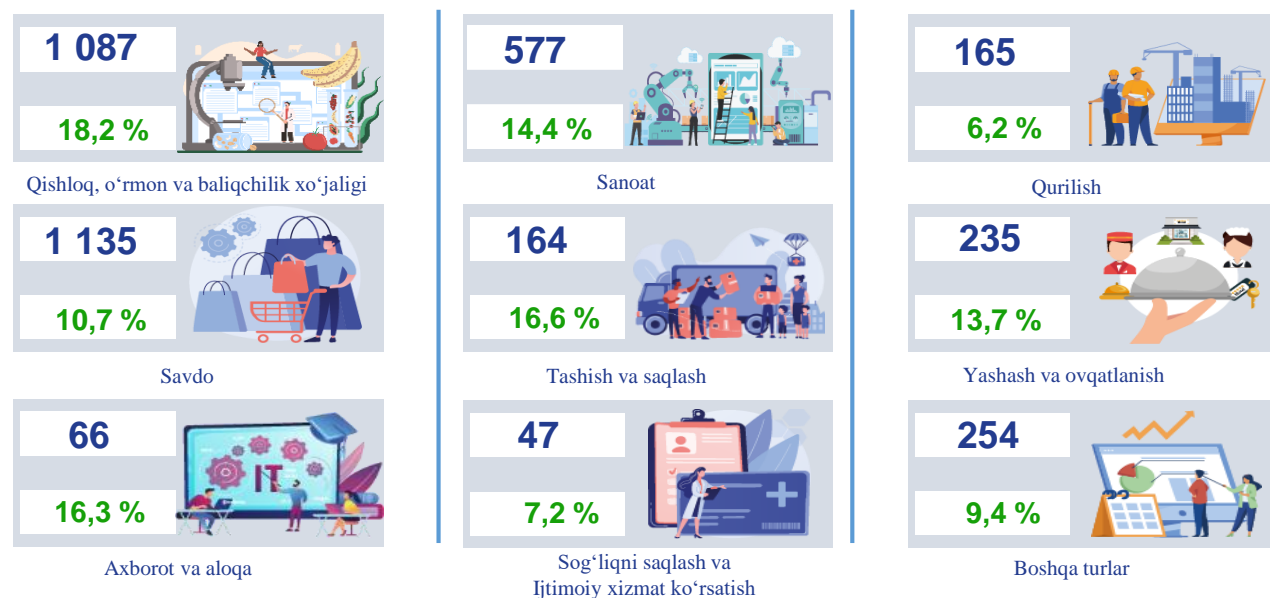 1 087
18,2 %
Qishloq, o‘rmon va baliqchilik xo‘jaligi
577
14,4 %
Sanoat
165
6,2 %
Qurilish
1 135
10,7 %
Savdo
164
16,6 %
Tashish va saqlash
235
13,7 %
Yashash va ovqatlanish
66
16,3 %
IT
Axborot va aloqa
47
7,2 %
Sog‘liqni saqlash va
Ijtimoiy xizmat ko‘rsatish
254
9,4 %
Boshqa turlar